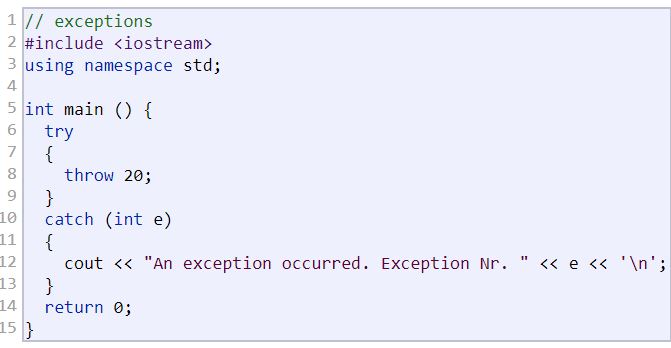 1 // exceptions
2 #include <iostream>
3 using namespace std;
4
5 int main () {
6   try
7   {
8     throw 20;
9   }
10   catch (int e)
11   {
12     cout << "An exception occurred. Exception Nr. " << e << '\n';
13   }
14   return 0;
15 }